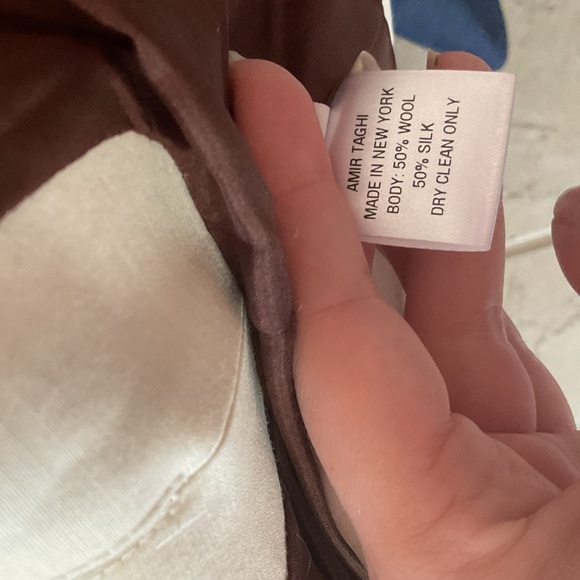 AMIR TAGHI
MADE IN NEW YORK
BODY: 50% WOOL
50% SILK
DRY CLEAN ONLY